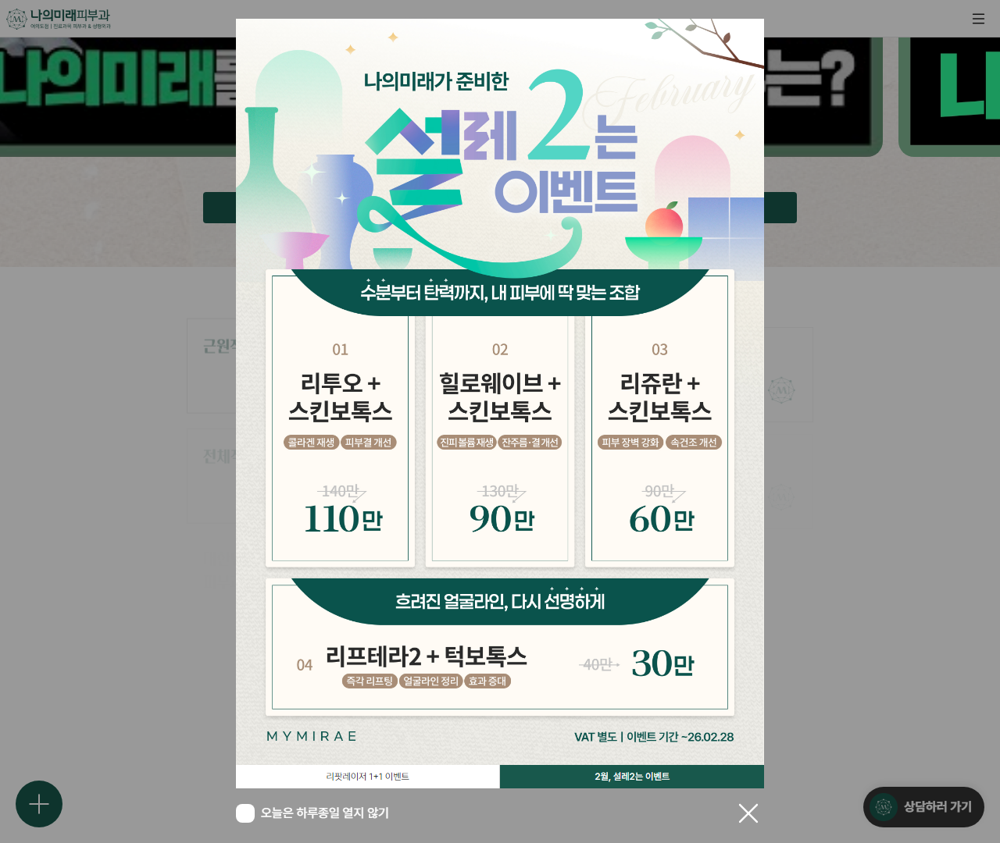 나의미래피부과
여의도점 | 진료과목 피부과 & 성형외과
나의미래를
는?
나의미래가 준비한
February
설레2는
이벤트
수분부터 탄력까지, 내 피부에 딱 맞는 조합
01
리투오 +
스킨보톡스
콜라겐 재생 피부결 개선
140만
110만
02
힐로웨이브 +
스킨보톡스
진피볼륨재생 잔주름·결개선
130만
90만
03
리쥬란 +
스킨보톡스
피부 장벽 강화 속건조 개선
90만
60만
흐려진 얼굴라인, 다시 선명하게
04
리프테라2 + 턱보톡스
즉각 리프팅 얼굴라인 정리 효과 증대
40만 30만
MYMIRAE
VAT 별도 | 이벤트 기간 ~26.02.28
리팟레이저 1+1 이벤트
2월, 설레2는 이벤트
오늘은 하루종일 열지 않기
상담하러 가기